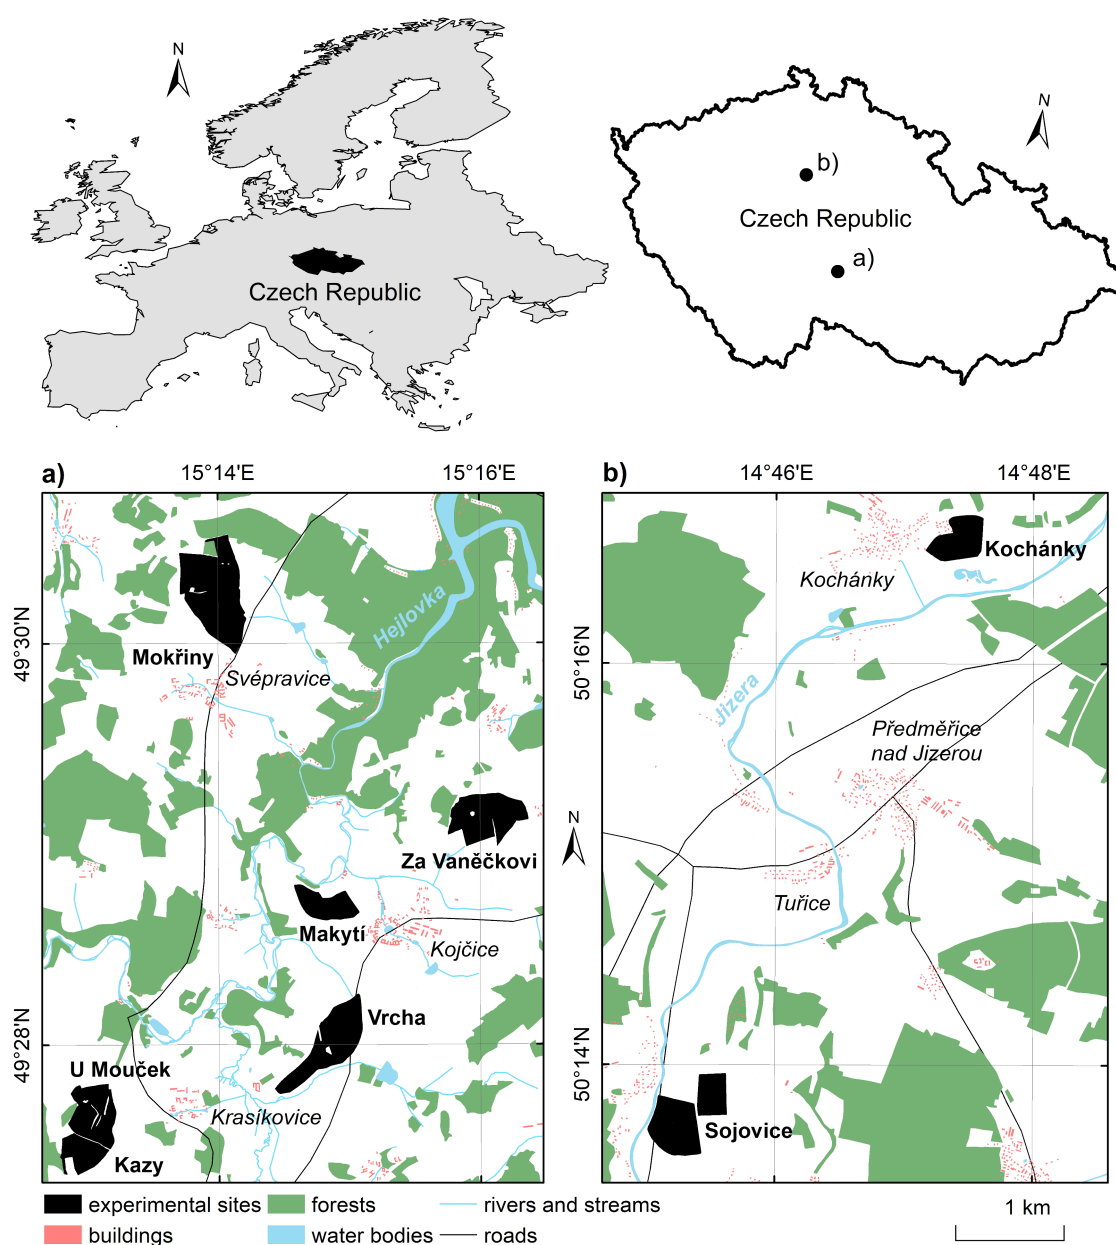 N
N
b)
Czech Republic
a)
Czech Republic
a)
15°14'E
15°16'E
b)
14°46'E
14°48'E
Kochánky
Kochánky
Hejlovka
49°30'N
Mokřiny
Svépravice
50°16'N
Jizera
Předměřice
nad Jizerou
N
Za Vaněčkovi
Makytí
Kojčice
Tuřice
Vrcha
49°28'N
U Mouček
50°14'N
Krasíkovice
Sojovice
Kazy
experimental sites
forests
rivers and streams
1 km
buildings
water bodies
roads